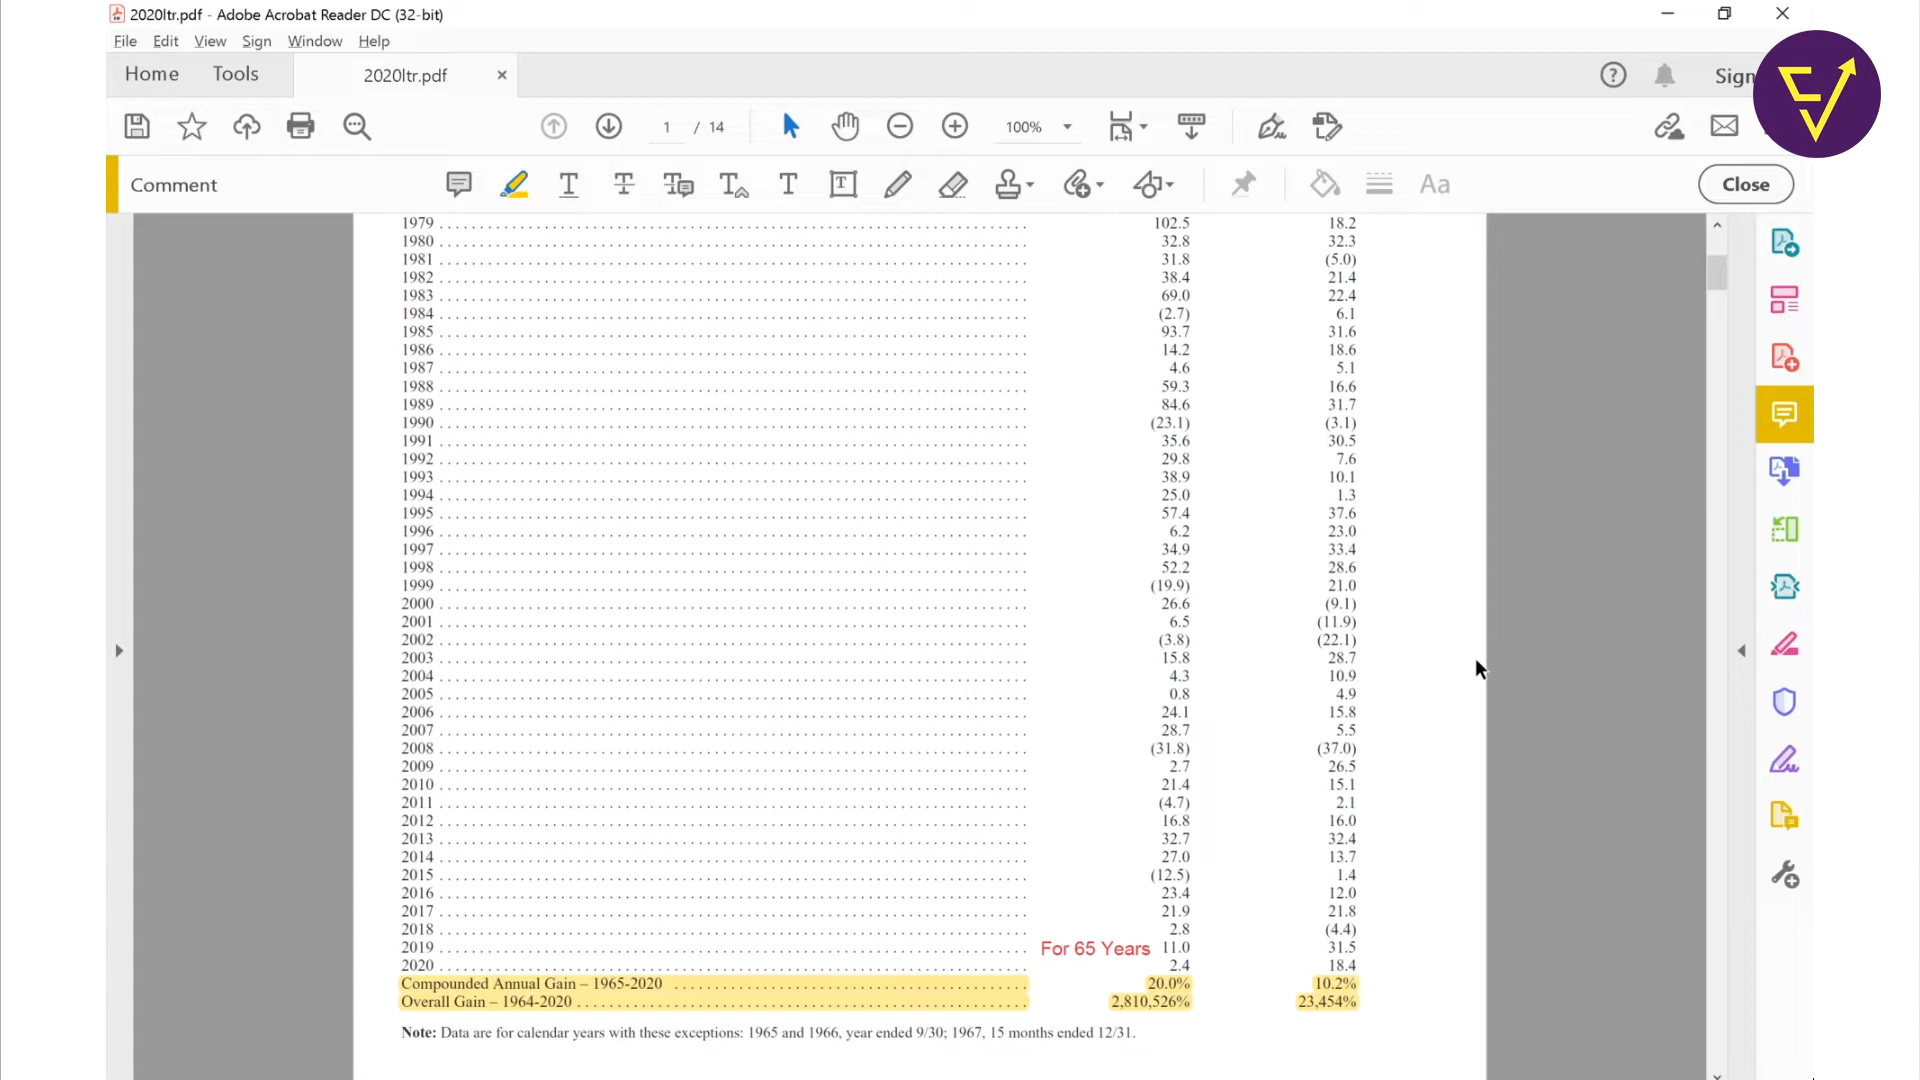 2020ltr.pdf - Adobe Acrobat Reader DC (32-bit)
File Edit View Sign Window Help
Home Tools 2020ltr.pdf Sign
1 / 14 100%
Comment Close
1979 102.5 18.2
1980 32.8 32.3
1981 31.8 (5.0)
1982 38.4 21.4
1983 69.0 22.4
1984 (2.7) 6.1
1985 93.7 31.6
1986 14.2 18.6
1987 4.6 5.1
1988 59.3 16.6
1989 84.6 31.7
1990 (23.1) (3.1)
1991 35.6 30.5
1992 29.8 7.6
1993 38.9 10.1
1994 25.0 1.3
1995 57.4 37.6
1996 6.2 23.0
1997 34.9 33.4
1998 52.2 28.6
1999 (19.9) 21.0
2000 26.6 (9.1)
2001 6.5 (11.9)
2002 (3.8) (22.1)
2003 15.8 28.7
2004 4.3 10.9
2005 0.8 4.9
2006 24.1 15.8
2007 28.7 5.5
2008 (31.8) (37.0)
2009 2.7 26.5
2010 21.4 15.1
2011 (4.7) 2.1
2012 16.8 16.0
2013 32.7 32.4
2014 27.0 13.7
2015 (12.5) 1.4
2016 23.4 12.0
2017 21.9 21.8
2018 2.8 (4.4)
2019 For 65 Years 11.0 31.5
2020 2.4 18.4
Compounded Annual Gain – 1965-2020 20.0% 10.2%
Overall Gain – 1964-2020 2,810,526% 23,454%
Note: Data are for calendar years with these exceptions: 1965 and 1966, year ended 9/30; 1967, 15 months ended 12/31.